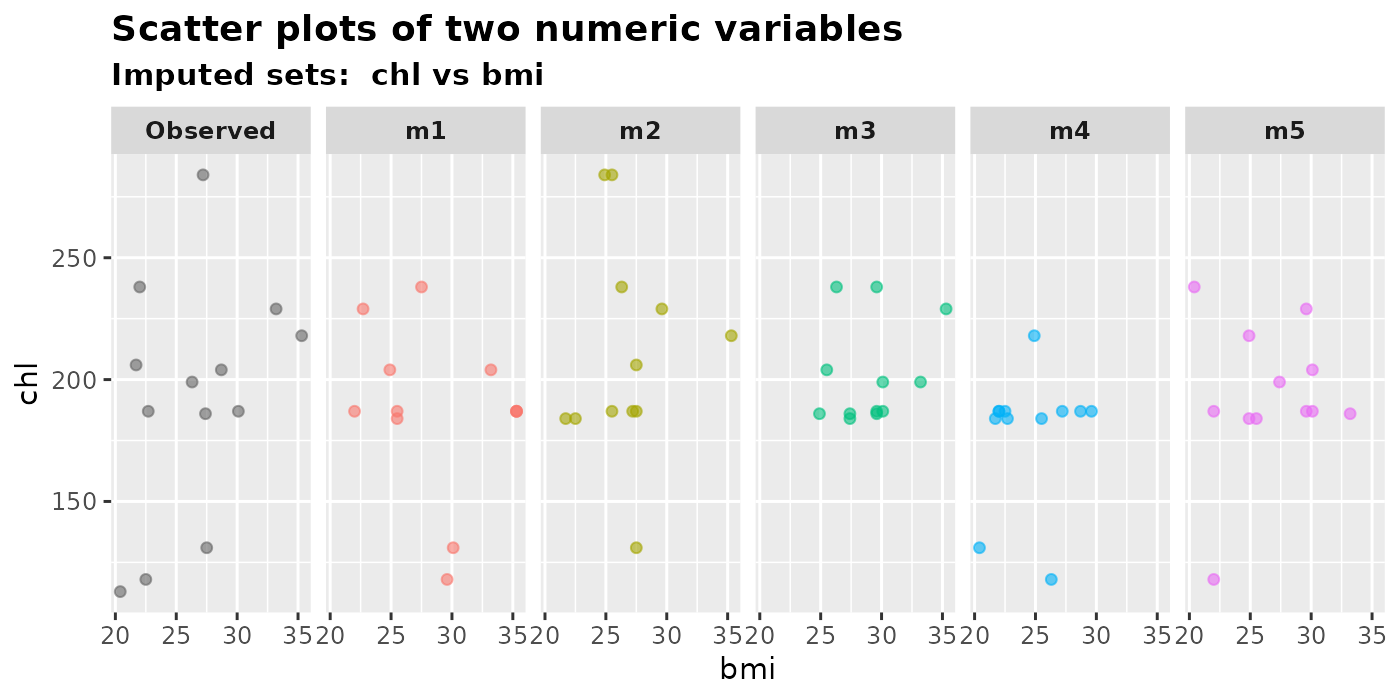 Scatter plots of two numeric variables
Imputed sets:  chl vs bmi
Observed m1 m2 m3 m4 m5
250
200
150
chl
20 25 30 35 20 25 30 35 20 25 30 35 20 25 30 35 20 25 30 35 20 25 30 35
bmi